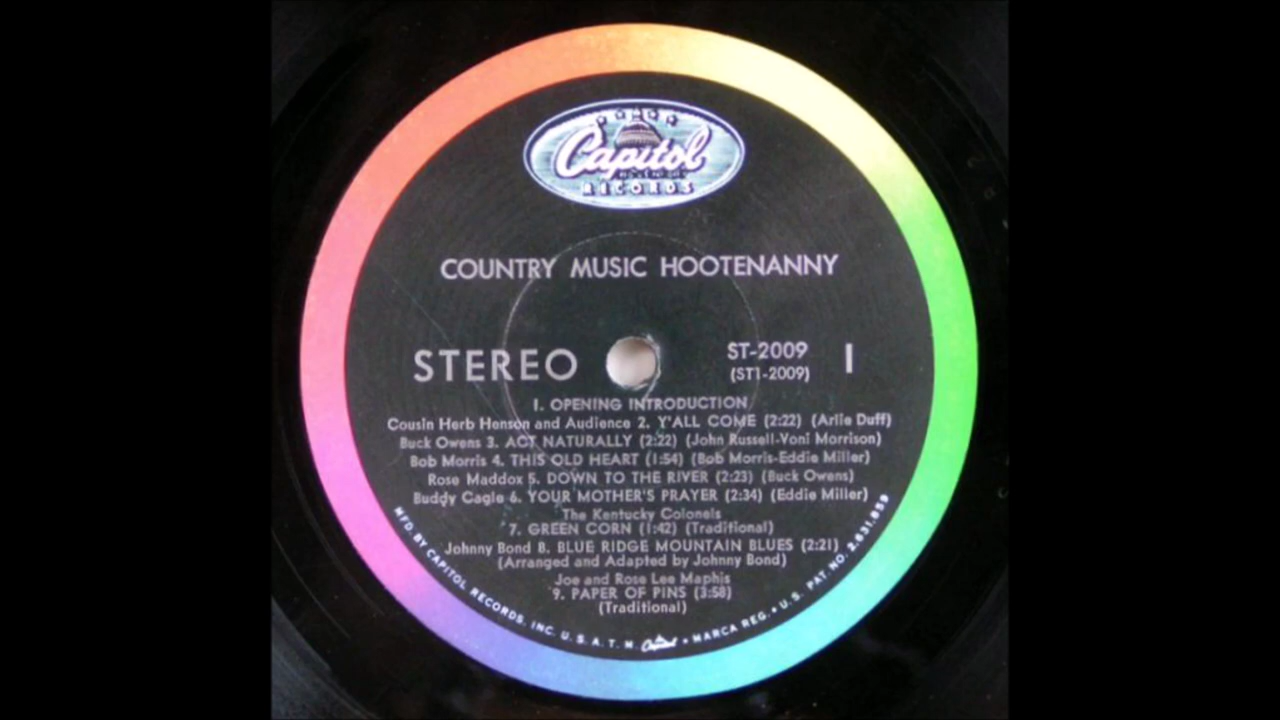 Capitol
RECORDS
COUNTRY MUSIC HOOTENANNY
STEREO
ST-2009
(ST1-2009)
1
1. OPENING INTRODUCTION
Cousin Herb Henson and Audience 2. Y'ALL COME (2:22) (Arlie Duff)
Buck Owens 3. ACT NATURALLY (2:22) (John Russell-Voni Morrison)
Bob Morris 4. THIS OLD HEART (1:54) (Bob Morris-Eddie Miller)
Rose Maddox 5. DOWN TO THE RIVER (2:23) (Buck Owens)
Buddy Cagle 6. YOUR MOTHER'S PRAYER (2:34) (Eddie Miller)
The Kentucky Colonels
7. GREEN CORN (1:42) (Traditional)
Johnny Bond 8. BLUE RIDGE MOUNTAIN BLUES (2:21)
(Arranged and Adapted by Johnny Bond)
Joe and Rose Lee Maphis
9. PAPER OF PINS (3:58)
(Traditional)
MFD. BY CAPITOL RECORDS, INC. U.S.A. T.M. Capitol • MARCA REG. • U.S. PAT. NO. 2,631,859